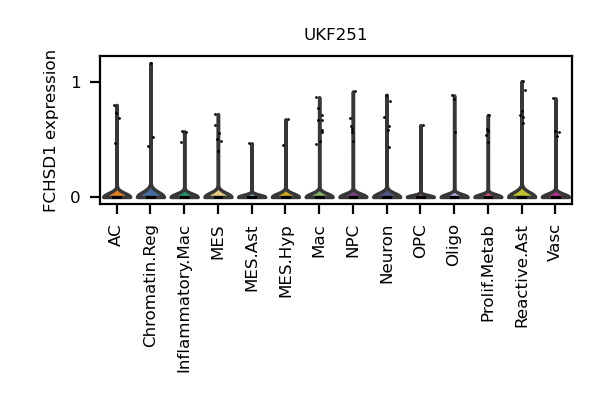 UKF251
FCHSD1 expression
1
0
AC
Chromatin.Reg
Inflammatory.Mac
MES
MES.Ast
MES.Hyp
Mac
NPC
Neuron
OPC
Oligo
Prolif.Metab
Reactive.Ast
Vasc